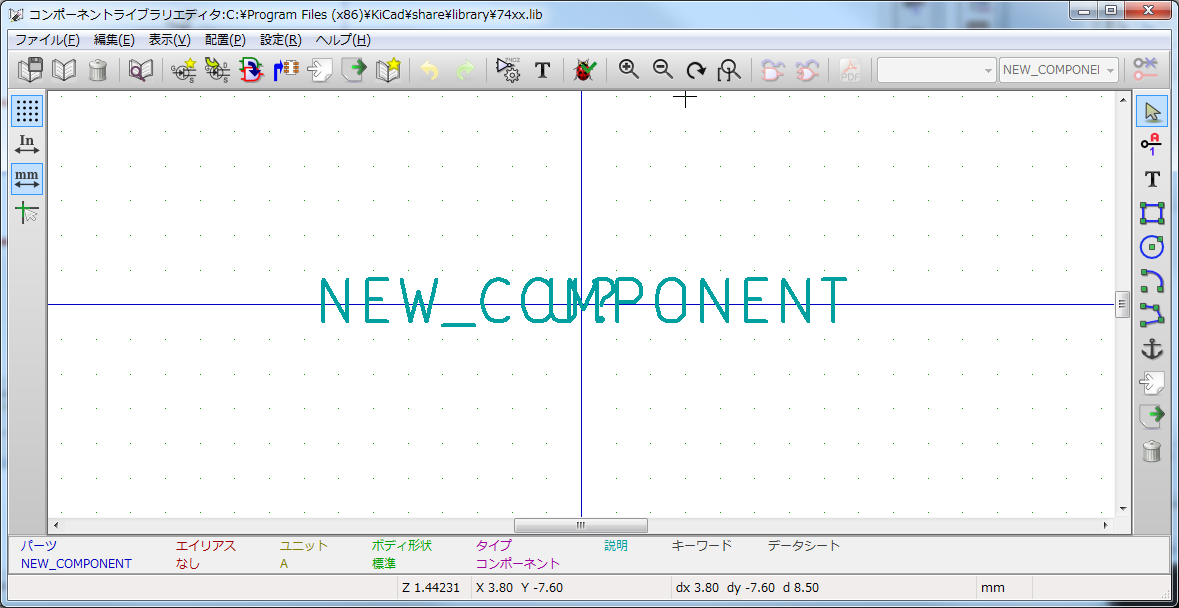 コンポーネントライブラリエディタ:C:¥Program Files (x86)¥KiCad¥share¥library¥74xx.lib
ファイル(F) 編集(E) 表示(V) 配置(P) 設定(R) ヘルプ(H)
T PDF NEW_COMPONEI
In
mm
A
1
T
NEW_COMPONENT
U?
パーツ エイリアス ユニット ボディ形状 タイプ 説明 キーワード データシート
NEW_COMPONENT なし A 標準 コンポーネント
Z 1.44231 X 3.80 Y -7.60 dx 3.80 dy -7.60 d 8.50 mm